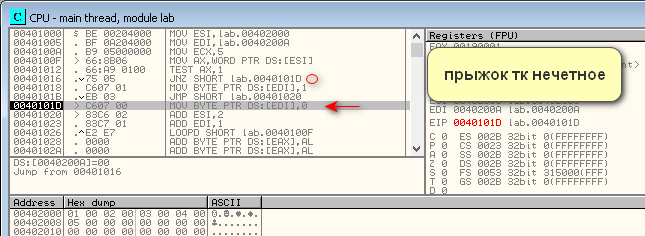 CPU - main thread, module lab
00401000 $ BE 00204000 MOV ESI,lab.00402000
00401005 . BF 0A204000 MOV EDI,lab.0040200A
0040100A . B9 05000000 MOV ECX,5
0040100F > 66:8B06 MOV AX,WORD PTR DS:[ESI]
00401012 . 66:A9 0100 TEST AX,1
00401016 . 75 05 JNZ SHORT lab.0040101D
00401018 . C607 01 MOV BYTE PTR DS:[EDI],1
0040101B . EB 03 JMP SHORT lab.00401020
0040101D > C607 00 MOV BYTE PTR DS:[EDI],0
00401020 > 83C6 02 ADD ESI,2
00401023 . 83C7 01 ADD EDI,1
00401026 . E2 E7 LOOPD SHORT lab.0040100F
00401028 . 0000 ADD BYTE PTR DS:[EAX],AL
0040102A . 0000 ADD BYTE PTR DS:[EAX],AL
DS:[0040200A]=00
Jump from 00401016
Registers (FPU)
прыжок тк нечетное
EDI 0040200A lab.0040200A
EIP 0040101D lab.0040101D
C 0 ES 002B 32bit 0(FFFFFFFF)
P 0 CS 0023 32bit 0(FFFFFFFF)
A 0 SS 002B 32bit 0(FFFFFFFF)
Z 0 DS 002B 32bit 0(FFFFFFFF)
S 0 FS 0053 32bit 315000(FFF)
T 0 GS 002B 32bit 0(FFFFFFFF)
D 0
Address Hex dump ASCII
00402000 01 00 02 00 03 00 04 00
00402008 05 00 00 00 00 00 00 00